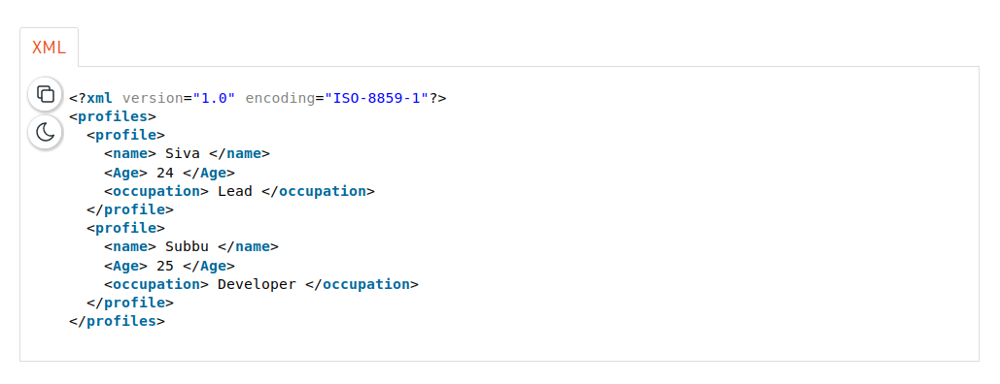 XML
<?xml version="1.0" encoding="ISO-8859-1"?>
<profiles>
  <profile>
    <name> Siva </name>
    <Age> 24 </Age>
    <occupation> Lead </occupation>
  </profile>
  <profile>
    <name> Subbu </name>
    <Age> 25 </Age>
    <occupation> Developer </occupation>
  </profile>
</profiles>